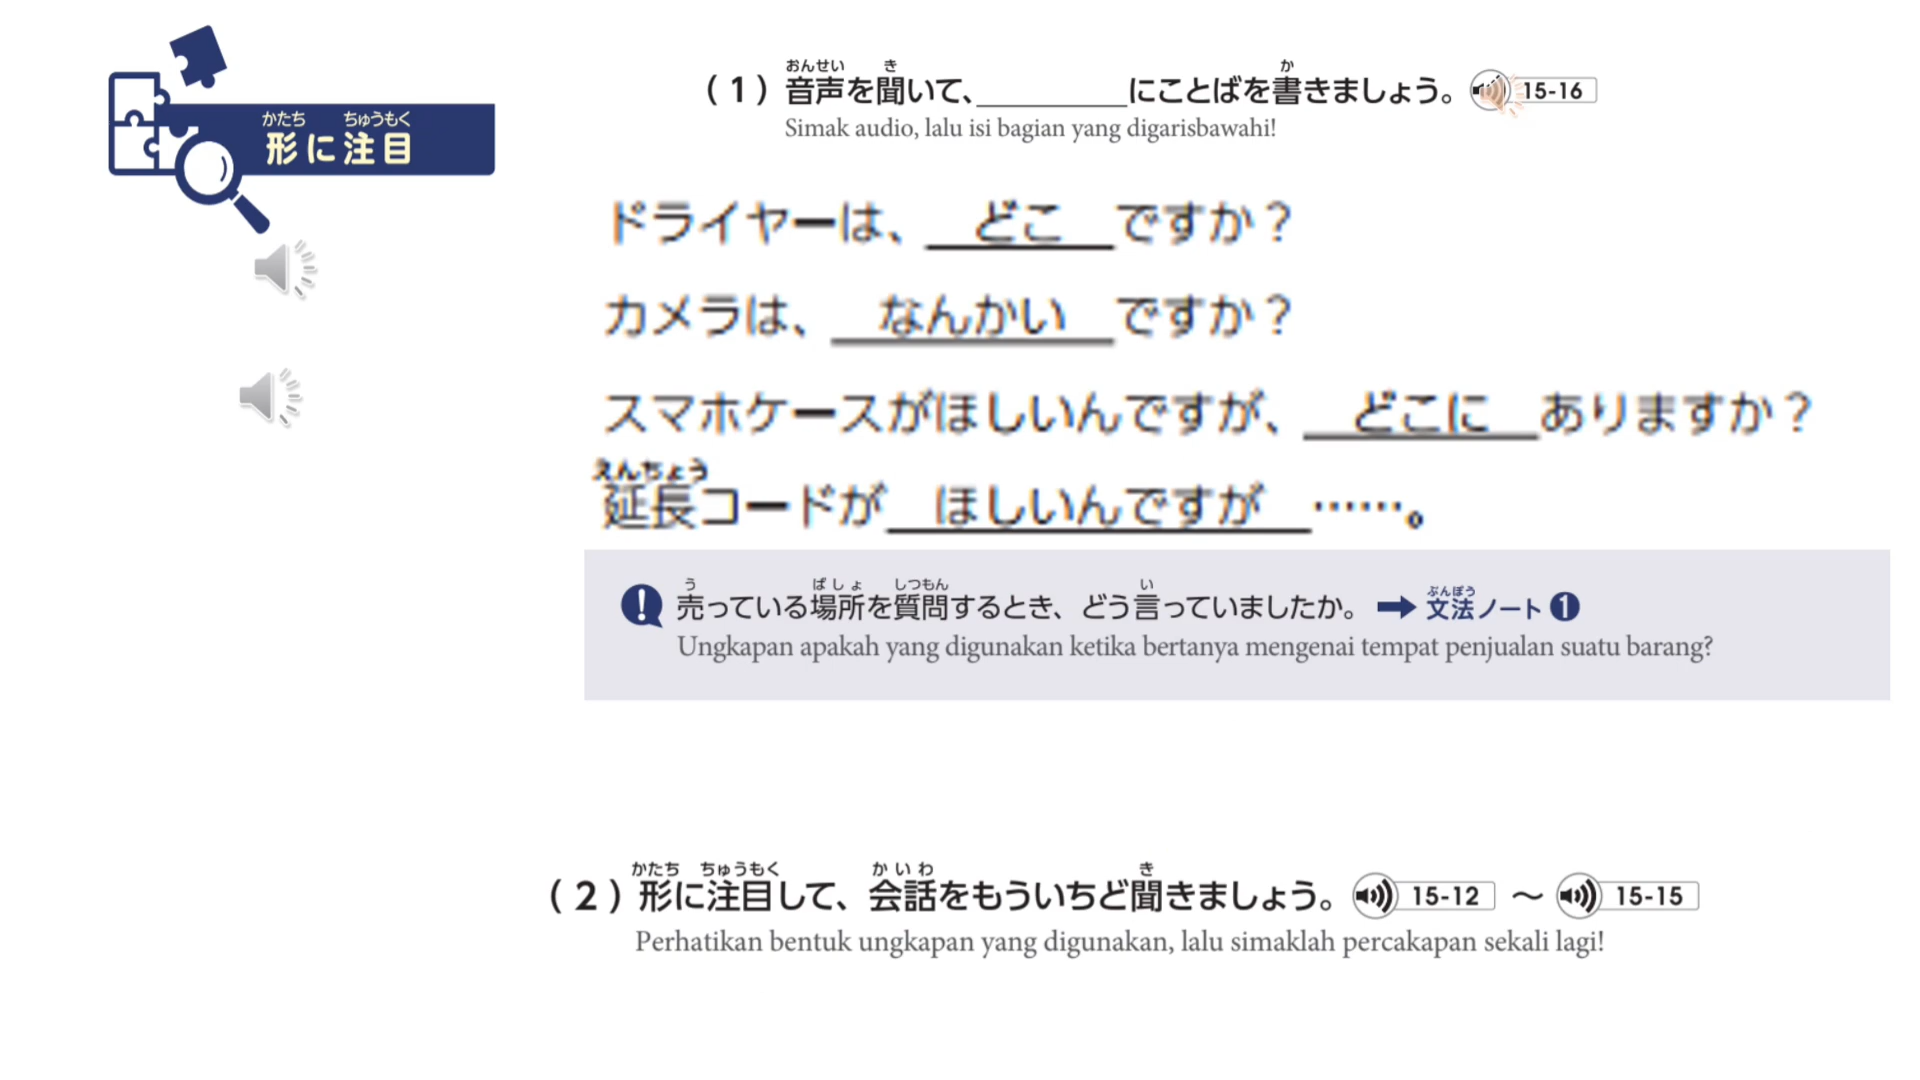 かたち ちゅうもく
形に注目
おんせい き か
(1) 音声を聞いて、__________にことばを書きましょう。 15-16
Simak audio, lalu isi bagian yang digarisbawahi!
ドライヤーは、 どこ ですか？
カメラは、 なんかい ですか？
スマホケースがほしいんですが、 どこに ありますか？
えんちょう
延長コードが ほしいんですが ……。
う ばしょ しつもん い ぶんぽう
売っている場所を質問するとき、どう言っていましたか。 ➡ 文法ノート❶
Ungkapan apakah yang digunakan ketika bertanya mengenai tempat penjualan suatu barang?
かたち ちゅうもく かいわ き
(2) 形に注目して、会話をもういちど聞きましょう。 15-12 ～ 15-15
Perhatikan bentuk ungkapan yang digunakan, lalu simaklah percakapan sekali lagi!